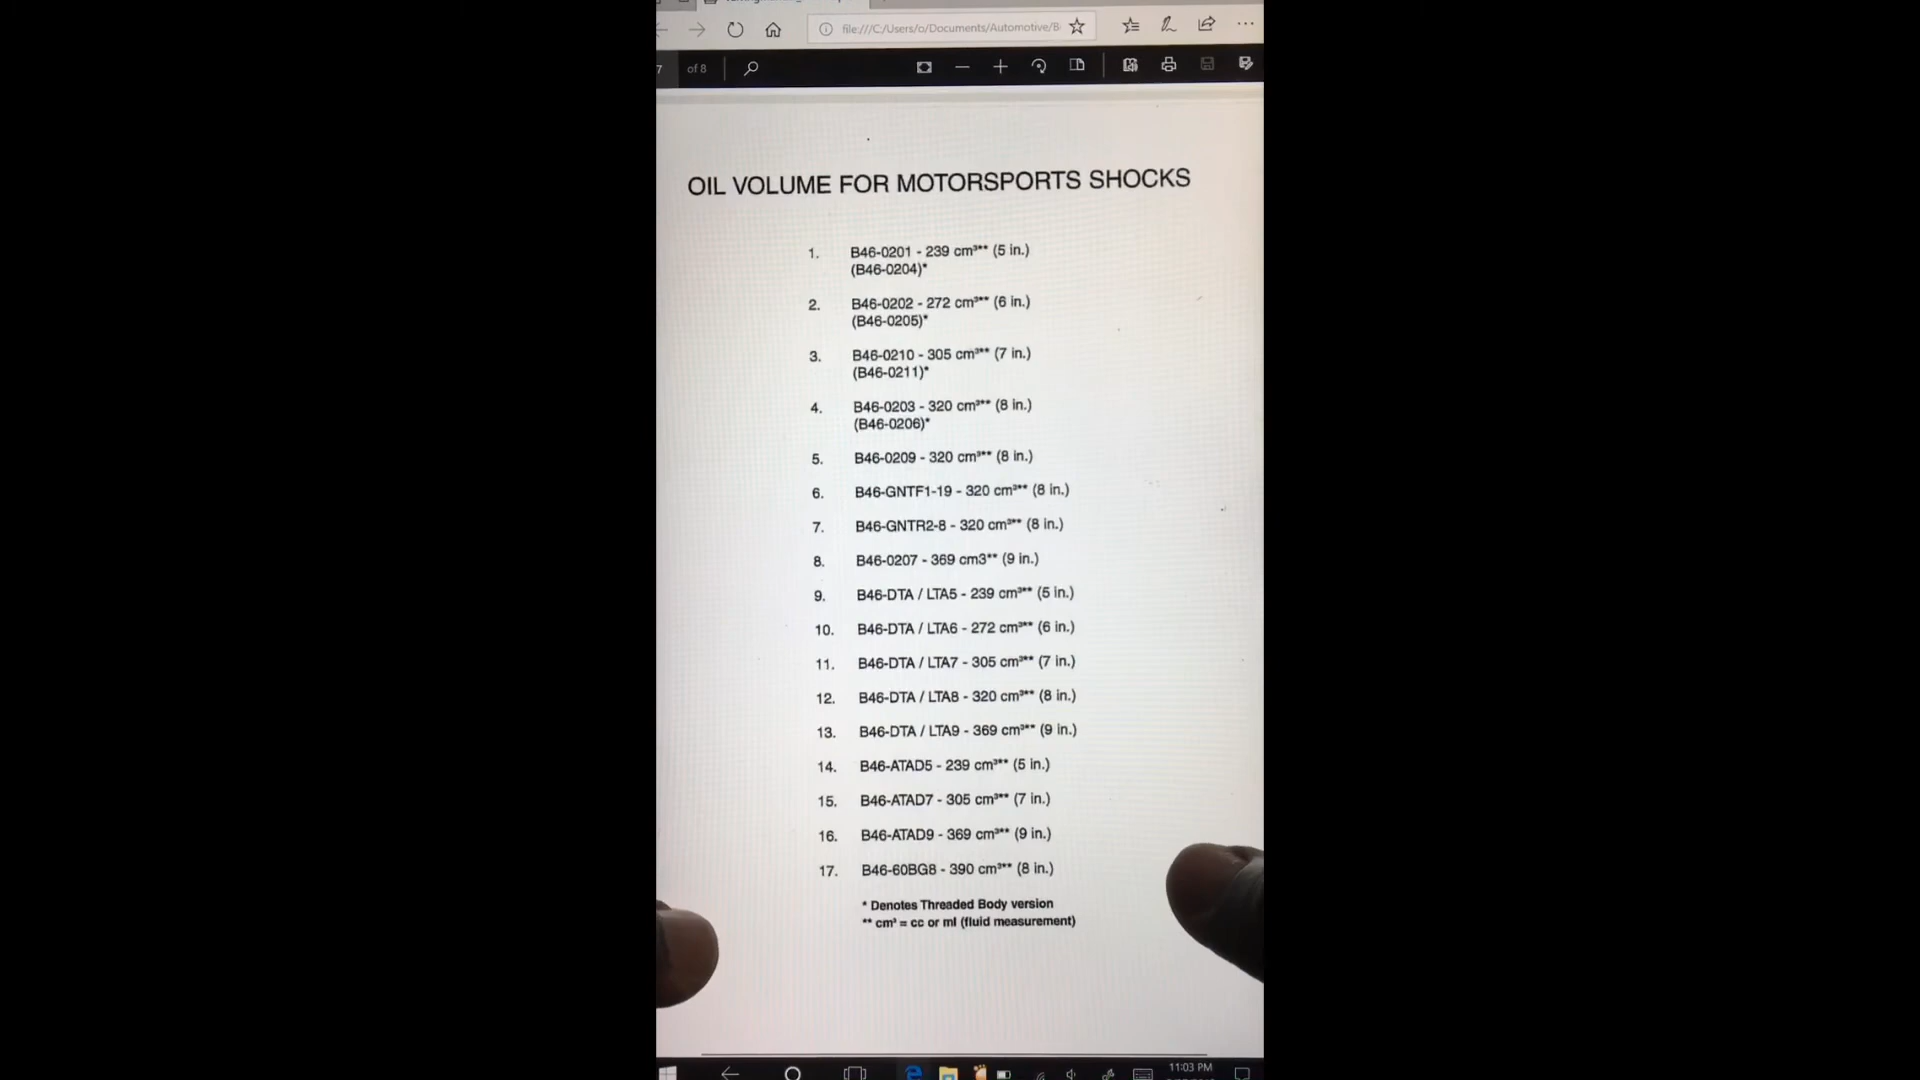 file:///C:/Users/o/Documents/Automotive/B
7 of 8
OIL VOLUME FOR MOTORSPORTS SHOCKS
1. B46-0201 - 239 cm³** (5 in.)
(B46-0204)*
2. B46-0202 - 272 cm³** (6 in.)
(B46-0205)*
3. B46-0210 - 305 cm³** (7 in.)
(B46-0211)*
4. B46-0203 - 320 cm³** (8 in.)
(B46-0206)*
5. B46-0209 - 320 cm³** (8 in.)
6. B46-GNTF1-19 - 320 cm³** (8 in.)
7. B46-GNTR2-8 - 320 cm³** (8 in.)
8. B46-0207 - 369 cm3** (9 in.)
9. B46-DTA / LTA5 - 239 cm³** (5 in.)
10. B46-DTA / LTA6 - 272 cm³** (6 in.)
11. B46-DTA / LTA7 - 305 cm³** (7 in.)
12. B46-DTA / LTA8 - 320 cm³** (8 in.)
13. B46-DTA / LTA9 - 369 cm³** (9 in.)
14. B46-ATAD5 - 239 cm³** (5 in.)
15. B46-ATAD7 - 305 cm³** (7 in.)
16. B46-ATAD9 - 369 cm³** (9 in.)
17. B46-60BG8 - 390 cm³** (8 in.)
* Denotes Threaded Body version
** cm³ = cc or ml (fluid measurement)
11:03 PM